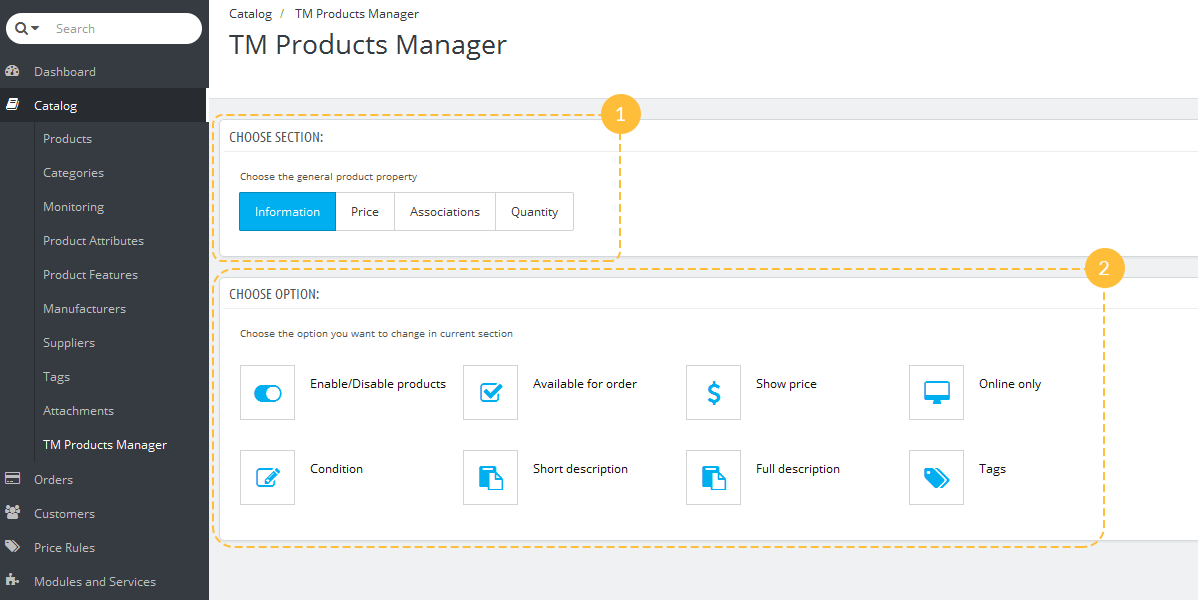 Search
Dashboard
Catalog
Products
Categories
Monitoring
Product Attributes
Product Features
Manufacturers
Suppliers
Tags
Attachments
TM Products Manager
Orders
Customers
Price Rules
Modules and Services
Catalog / TM Products Manager
TM Products Manager
1
CHOOSE SECTION:
Choose the general product property
Information Price Associations Quantity
2
CHOOSE OPTION:
Choose the option you want to change in current section
Enable/Disable products Available for order Show price Online only
Condition Short description Full description Tags